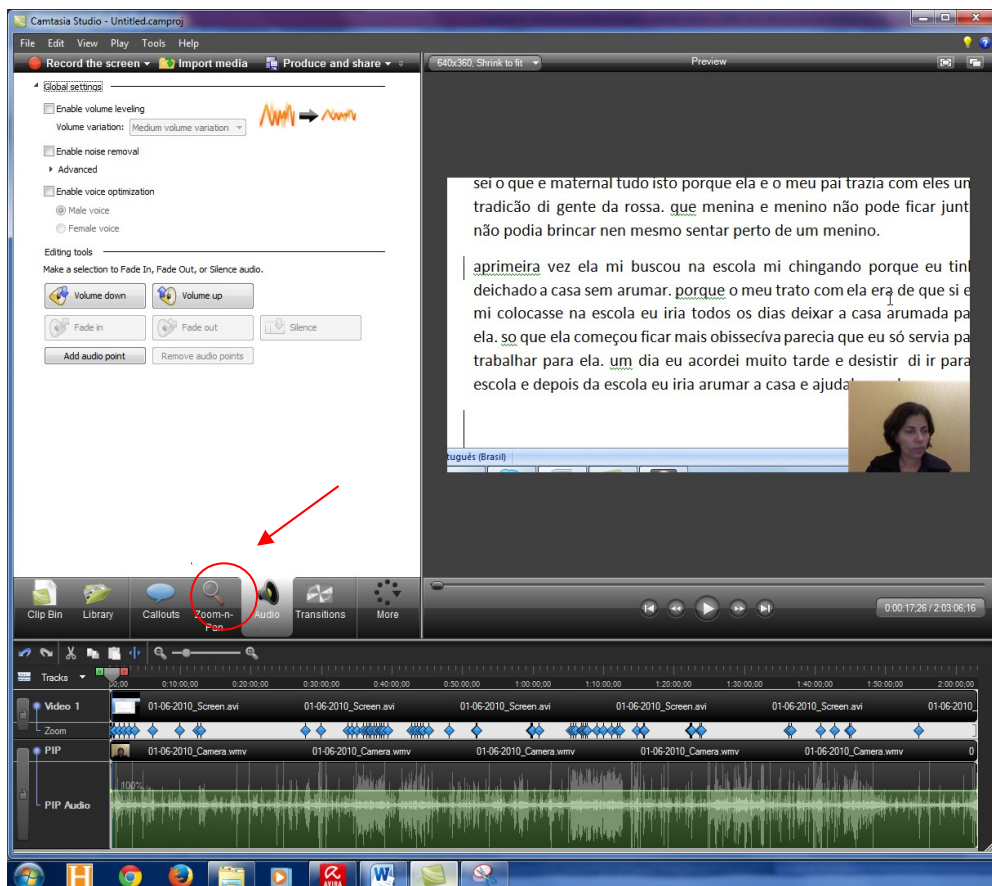 Camtasia Studio - Untitled.camproj
File Edit View Play Tools Help
Record the screen Import media Produce and share
640x360, Shrink to fit Preview
Global settings
Enable volume leveling
Volume variation: Medium volume variation
Enable noise removal
Advanced
Enable voice optimization
Male voice
Female voice
Editing tools
Make a selection to Fade In, Fade Out, or Silence audio.
Volume down Volume up
Fade in Fade out Silence
Add audio point Remove audio points
sei o que e maternal tudo isto porque ela e o meu pai trazia com eles un
tradicão di gente da rossa. que menina e menino não pode ficar junt
não podia brincar nen mesmo sentar perto de um menino.
aprimeira vez ela mi buscou na escola mi chingando porque eu tinl
deichado a casa sem arumar. porque o meu trato com ela era de que si e
mi colocasse na escola eu iria todos os dias deixar a casa arumada pa
ela. so que ela começou ficar mais obissecíva parecia que eu só servia pa
trabalhar para ela. um dia eu acordei muito tarde e desistir di ir para
escola e depois da escola eu iria arumar a casa e ajuda
tuguês (Brasil)
Clip Bin Library Callouts Zoom-n-Pan Audio Transitions More
0:00:17;26 / 2:03:06;16
Tracks
00;00 0:10:00;00 0:20:00;00 0:30:00;00 0:40:00;00 0:50:00;00 1:00:00;00 1:10:00;00 1:20:00;00 1:30:00;00 1:40:00;00 1:50:00;00 2:00:00;00
Video 1 01-06-2010_Screen.avi 01-06-2010_Screen.avi 01-06-2010_Screen.avi 01-06-2010_Screen.avi 01-06-2010_Screen.avi 01-06-2010_
Zoom
PIP 01-06-2010_Camera.wmv 01-06-2010_Camera.wmv 01-06-2010_Camera.wmv 01-06-2010_Camera.wmv 01-06-2010_Camera.wmv 0
100%
PIP Audio
AVIRA